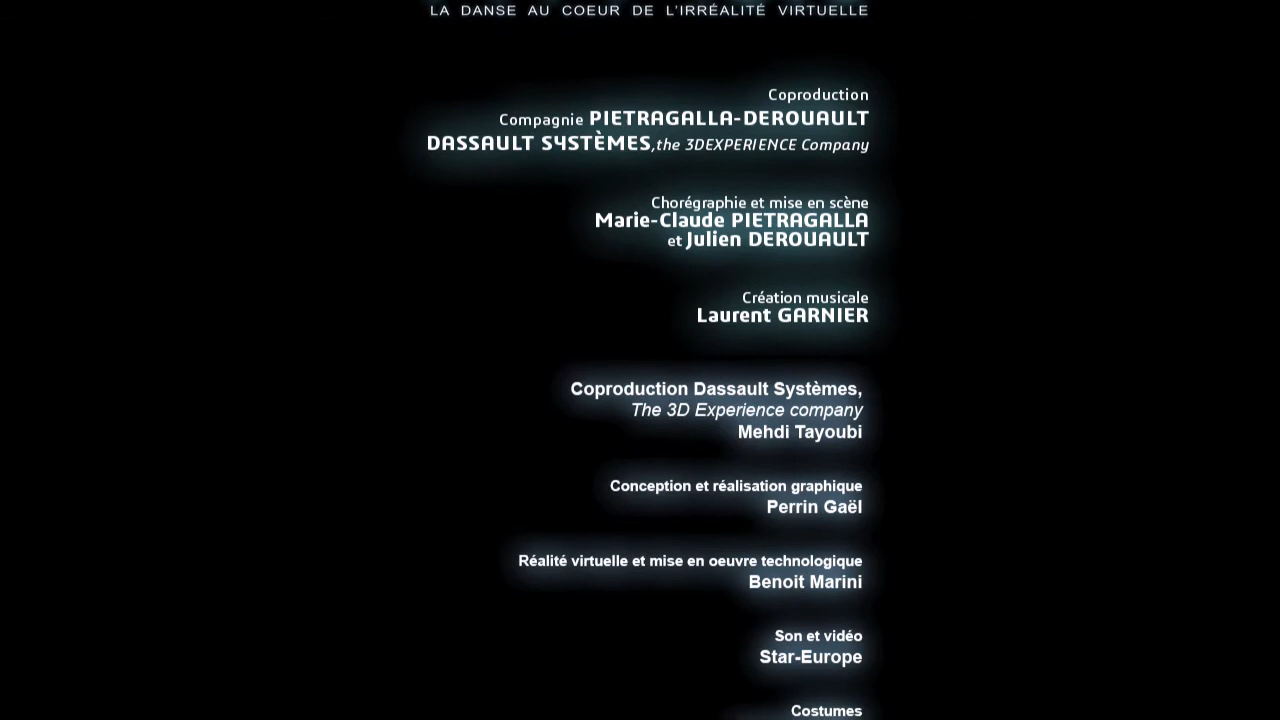 LA DANSE AU COEUR DE L'IRRÉALITÉ VIRTUELLE
Coproduction
Compagnie PIETRAGALLA-DEROUAULT
DASSAULT SYSTÈMES, the 3DEXPERIENCE Company
Chorégraphie et mise en scène
Marie-Claude PIETRAGALLA
et Julien DEROUAULT
Création musicale
Laurent GARNIER
Coproduction Dassault Systèmes,
The 3D Experience company
Mehdi Tayoubi
Conception et réalisation graphique
Perrin Gaël
Réalité virtuelle et mise en oeuvre technologique
Benoit Marini
Son et vidéo
Star-Europe
Costumes